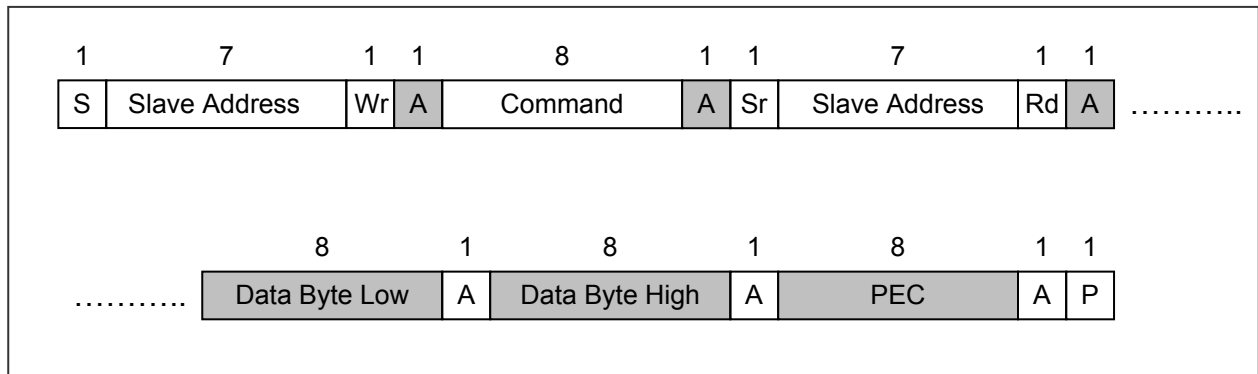 1 7 1 1 8 1 1 7 1 1
S Slave Address Wr A Command A Sr Slave Address Rd A ...........
8 1 8 1 8 1 1
........... Data Byte Low A Data Byte High A PEC A P